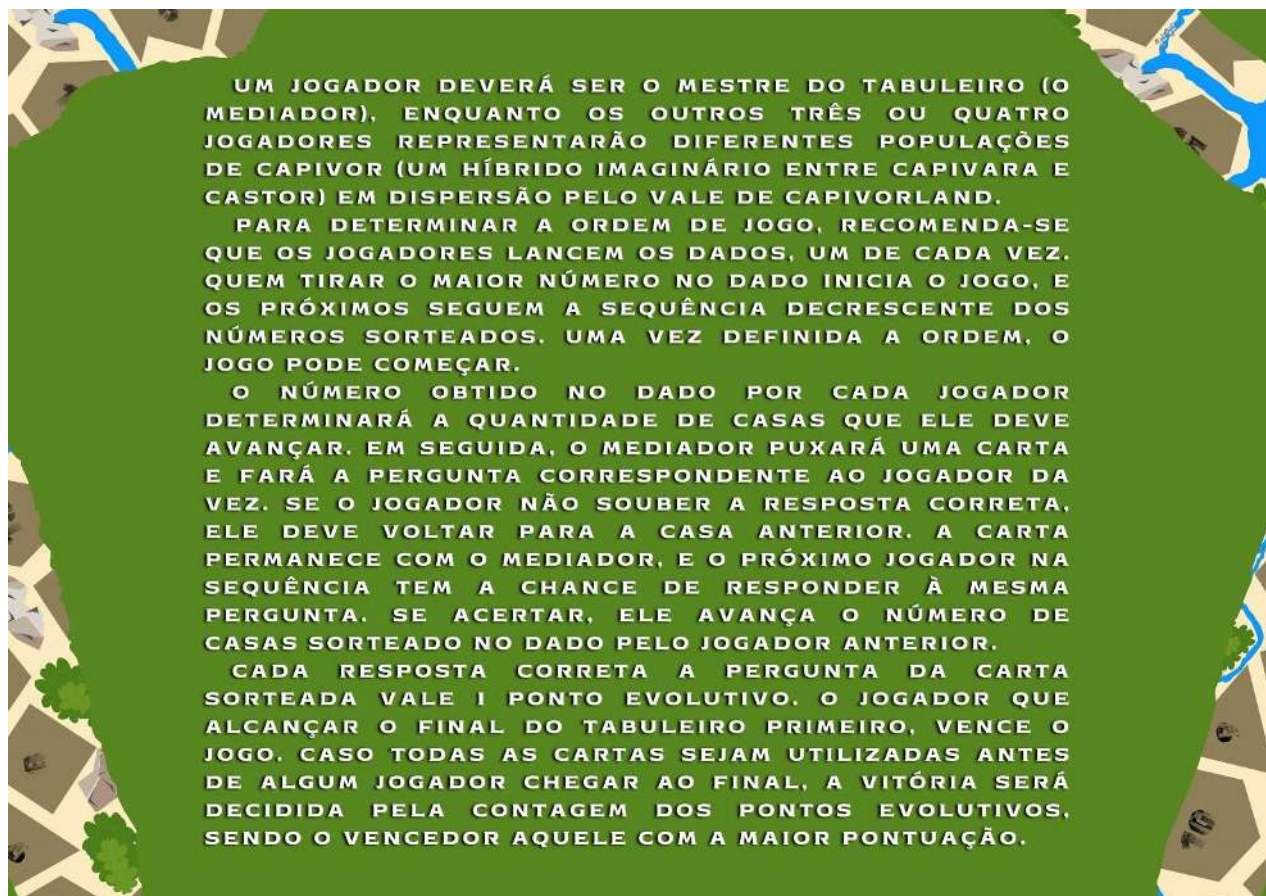 UM JOGADOR DEVERÁ SER O MESTRE DO TABULEIRO (O
MEDIADOR), ENQUANTO OS OUTROS TRÊS OU QUATRO
JOGADORES REPRESENTARÃO DIFERENTES POPULAÇÕES
DE CAPIVOR (UM HÍBRIDO IMAGINÁRIO ENTRE CAPIVARA E
CASTOR) EM DISPERSÃO PELO VALE DE CAPIVORLAND.
PARA DETERMINAR A ORDEM DE JOGO, RECOMENDA-SE
QUE OS JOGADORES LANCEM OS DADOS, UM DE CADA VEZ.
QUEM TIRAR O MAIOR NÚMERO NO DADO INICIA O JOGO, E
OS PRÓXIMOS SEGUEM A SEQUÊNCIA DECRESCENTE DOS
NÚMEROS SORTEADOS. UMA VEZ DEFINIDA A ORDEM, O
JOGO PODE COMEÇAR.
O NÚMERO OBTIDO NO DADO POR CADA JOGADOR
DETERMINARÁ A QUANTIDADE DE CASAS QUE ELE DEVE
AVANÇAR. EM SEGUIDA, O MEDIADOR PUXARÁ UMA CARTA
E FARÁ A PERGUNTA CORRESPONDENTE AO JOGADOR DA
VEZ. SE O JOGADOR NÃO SOUBER A RESPOSTA CORRETA,
ELE DEVE VOLTAR PARA A CASA ANTERIOR. A CARTA
PERMANECE COM O MEDIADOR, E O PRÓXIMO JOGADOR NA
SEQUÊNCIA TEM A CHANCE DE RESPONDER À MESMA
PERGUNTA. SE ACERTAR, ELE AVANÇA O NÚMERO DE
CASAS SORTEADO NO DADO PELO JOGADOR ANTERIOR.
CADA RESPOSTA CORRETA A PERGUNTA DA CARTA
SORTEADA VALE 1 PONTO EVOLUTIVO. O JOGADOR QUE
ALCANÇAR O FINAL DO TABULEIRO PRIMEIRO, VENCE O
JOGO. CASO TODAS AS CARTAS SEJAM UTILIZADAS ANTES
DE ALGUM JOGADOR CHEGAR AO FINAL, A VITÓRIA SERÁ
DECIDIDA PELA CONTAGEM DOS PONTOS EVOLUTIVOS,
SENDO O VENCEDOR AQUELE COM A MAIOR PONTUAÇÃO.